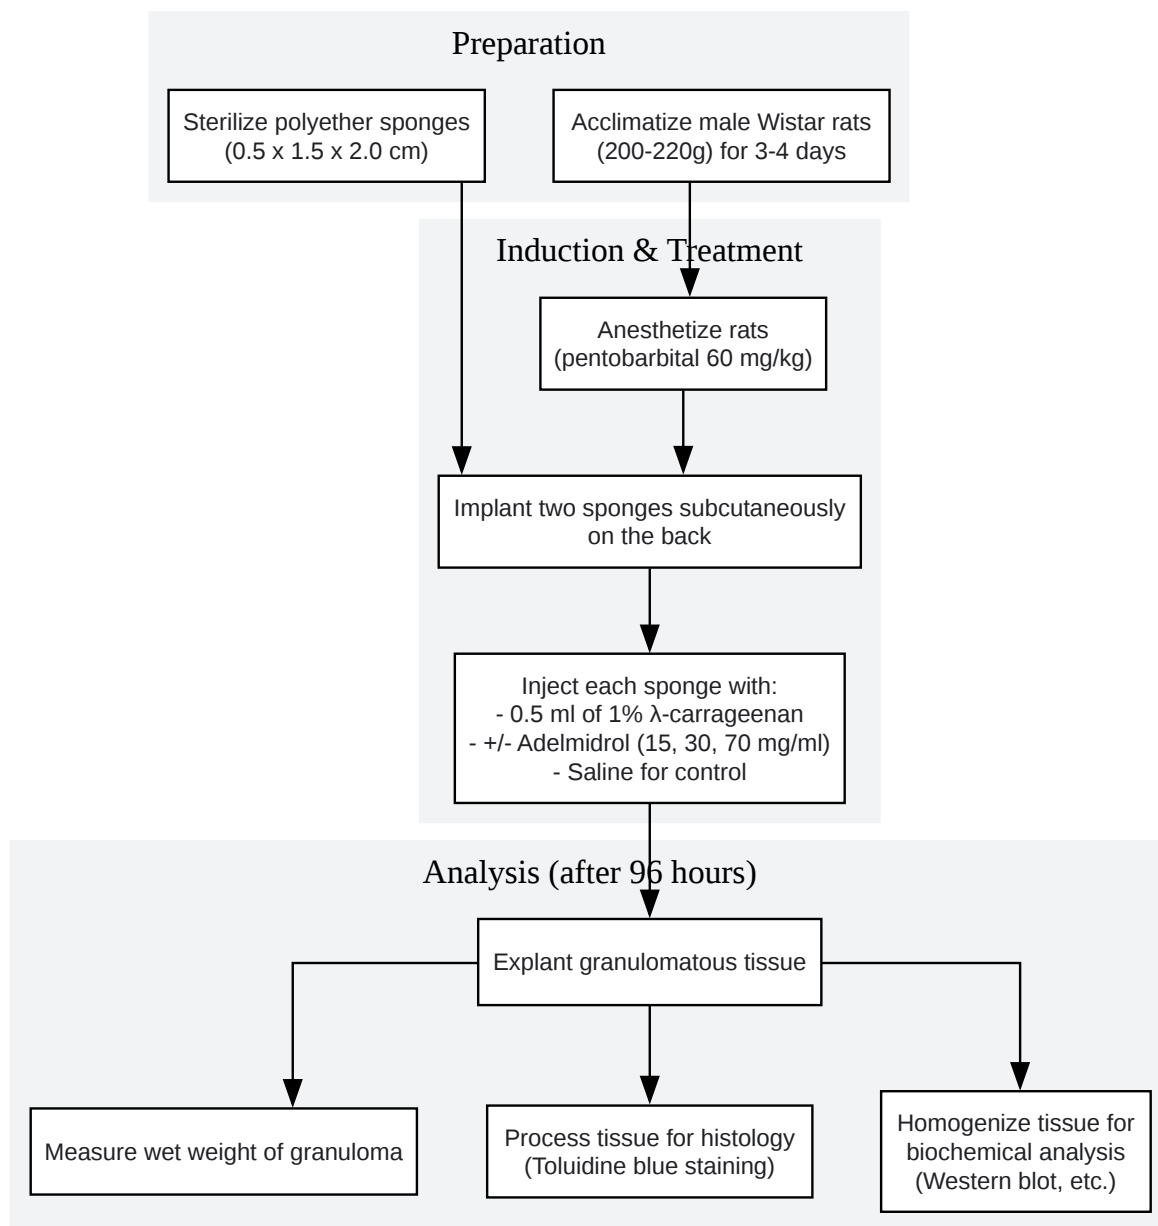 Preparation
Sterilize polyether sponges
(0.5 x 1.5 x 2.0 cm)
Acclimatize male Wistar rats
(200-220g) for 3-4 days
Induction & Treatment
Anesthetize rats
(pentobarbital 60 mg/kg)
Implant two sponges subcutaneously
on the back
Inject each sponge with:
- 0.5 ml of 1% λ-carrageenan
- +/- Adelmidrol (15, 30, 70 mg/ml)
- Saline for control
Analysis (after 96 hours)
Explant granulomatous tissue
Measure wet weight of granuloma
Process tissue for histology
(Toluidine blue staining)
Homogenize tissue for
biochemical analysis
(Western blot, etc.)